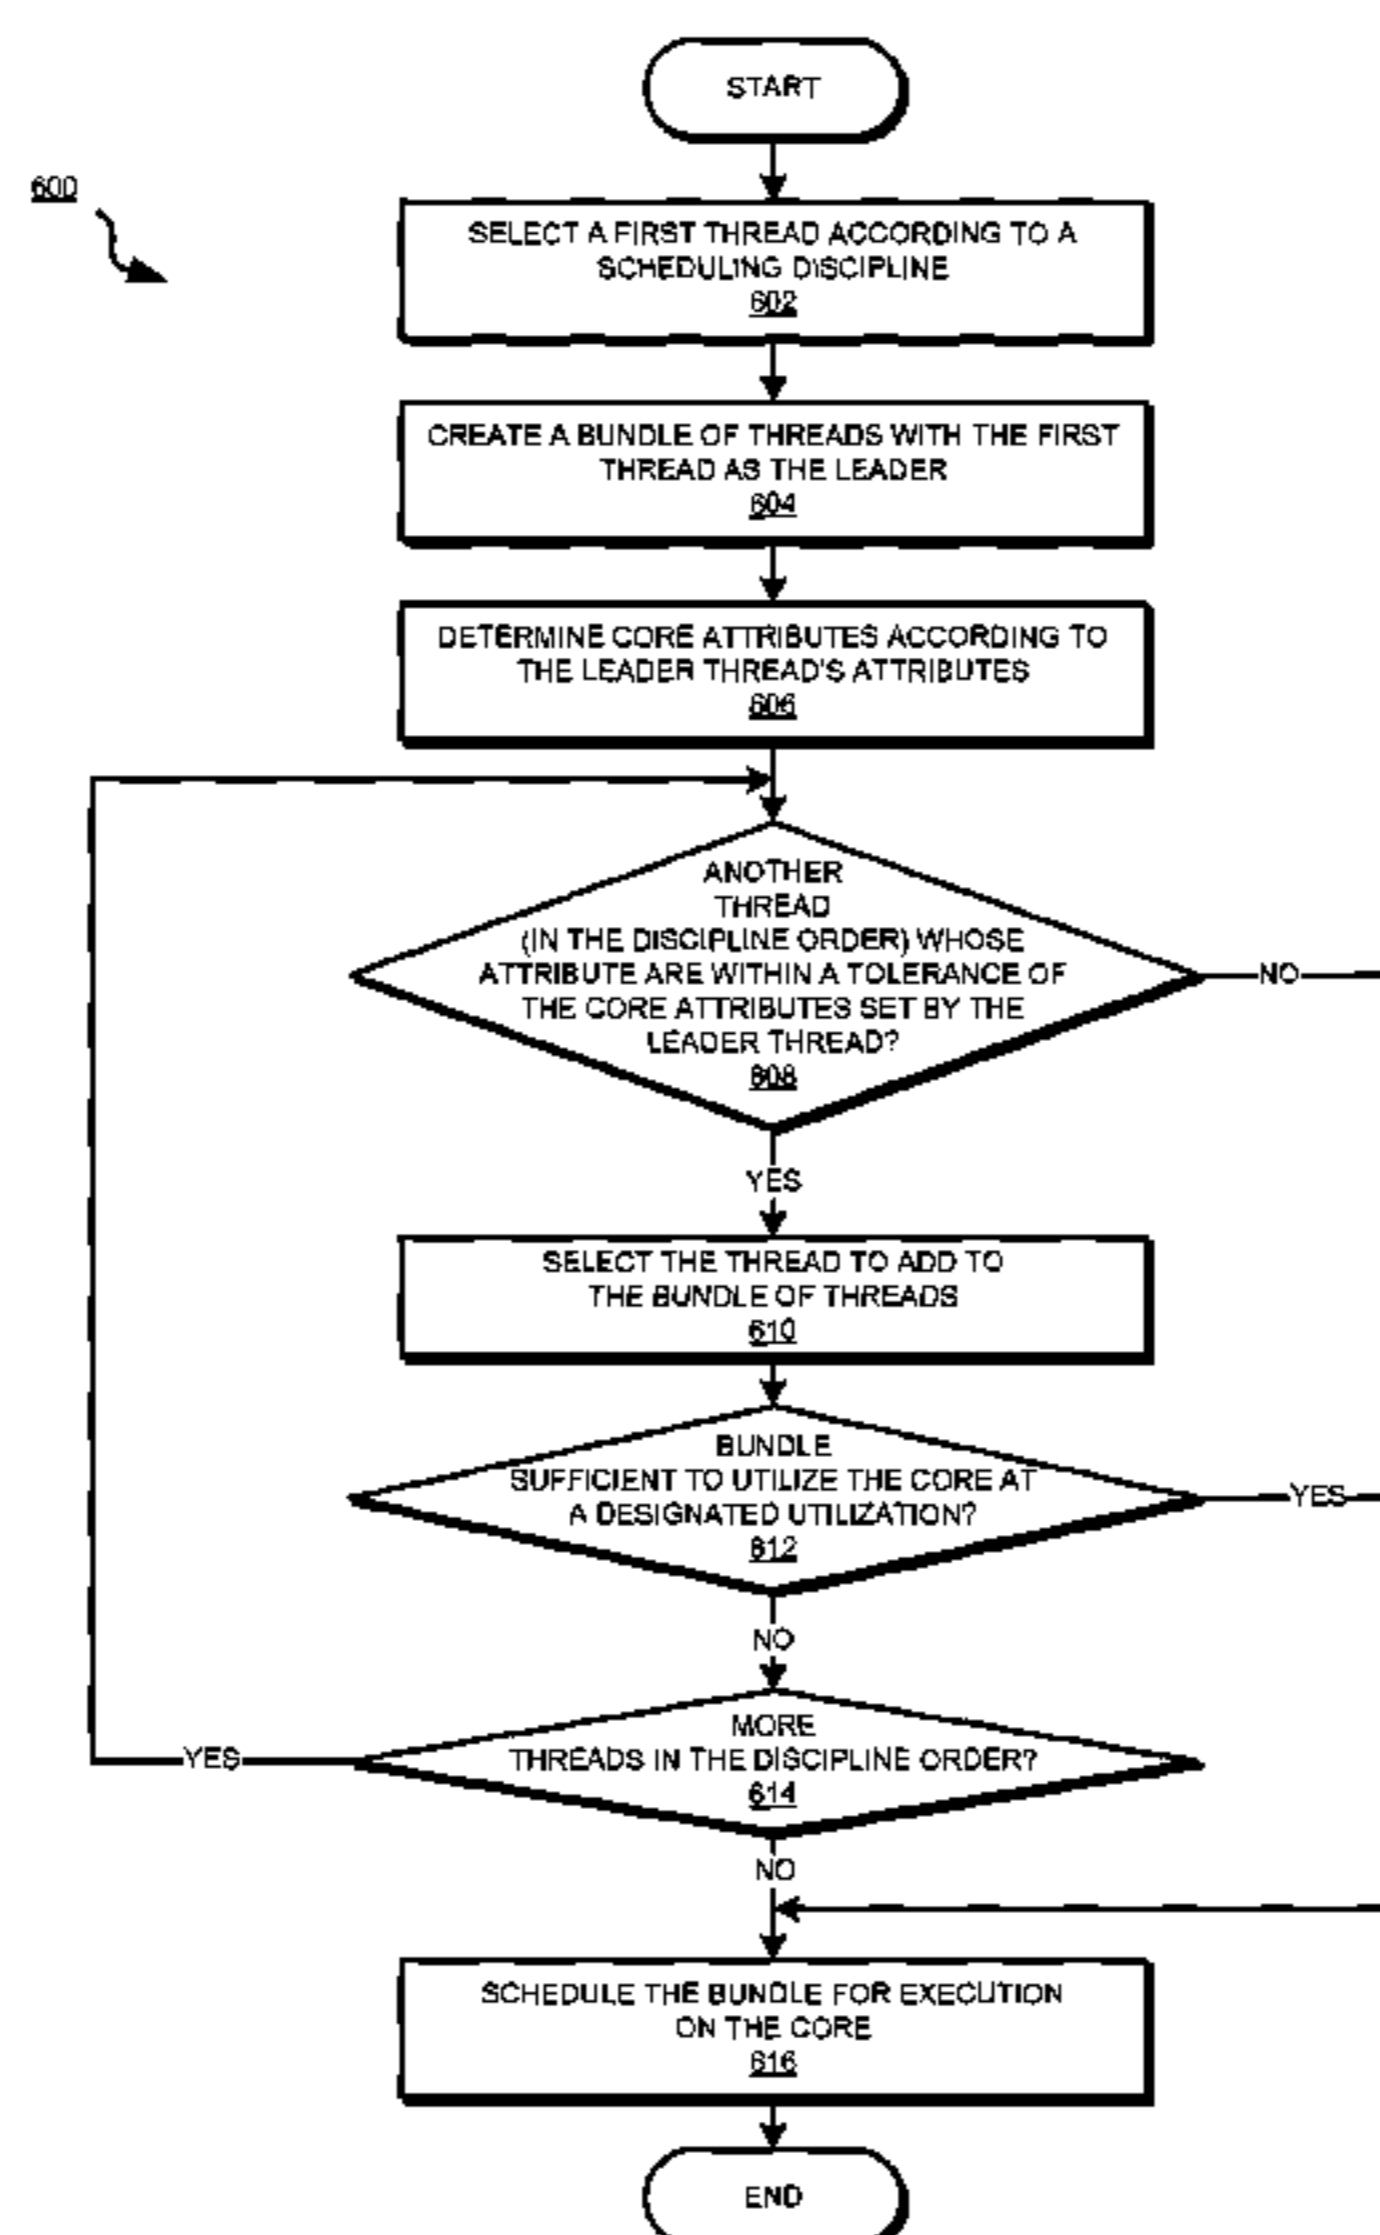 START
600
SELECT A FIRST THREAD ACCORDING TO A
SCHEDULING DISCIPLINE
602
CREATE A BUNDLE OF THREADS WITH THE FIRST
THREAD AS THE LEADER
604
DETERMINE CORE ATTRIBUTES ACCORDING TO
THE LEADER THREAD'S ATTRIBUTES
606
ANOTHER
THREAD
(IN THE DISCIPLINE ORDER) WHOSE
ATTRIBUTE ARE WITHIN A TOLERANCE OF
THE CORE ATTRIBUTES SET BY THE
LEADER THREAD?
608
NO
YES
SELECT THE THREAD TO ADD TO
THE BUNDLE OF THREADS
610
BUNDLE
SUFFICIENT TO UTILIZE THE CORE AT
A DESIGNATED UTILIZATION?
612
YES
NO
MORE
THREADS IN THE DISCIPLINE ORDER?
614
YES
NO
SCHEDULE THE BUNDLE FOR EXECUTION
ON THE CORE
616
END